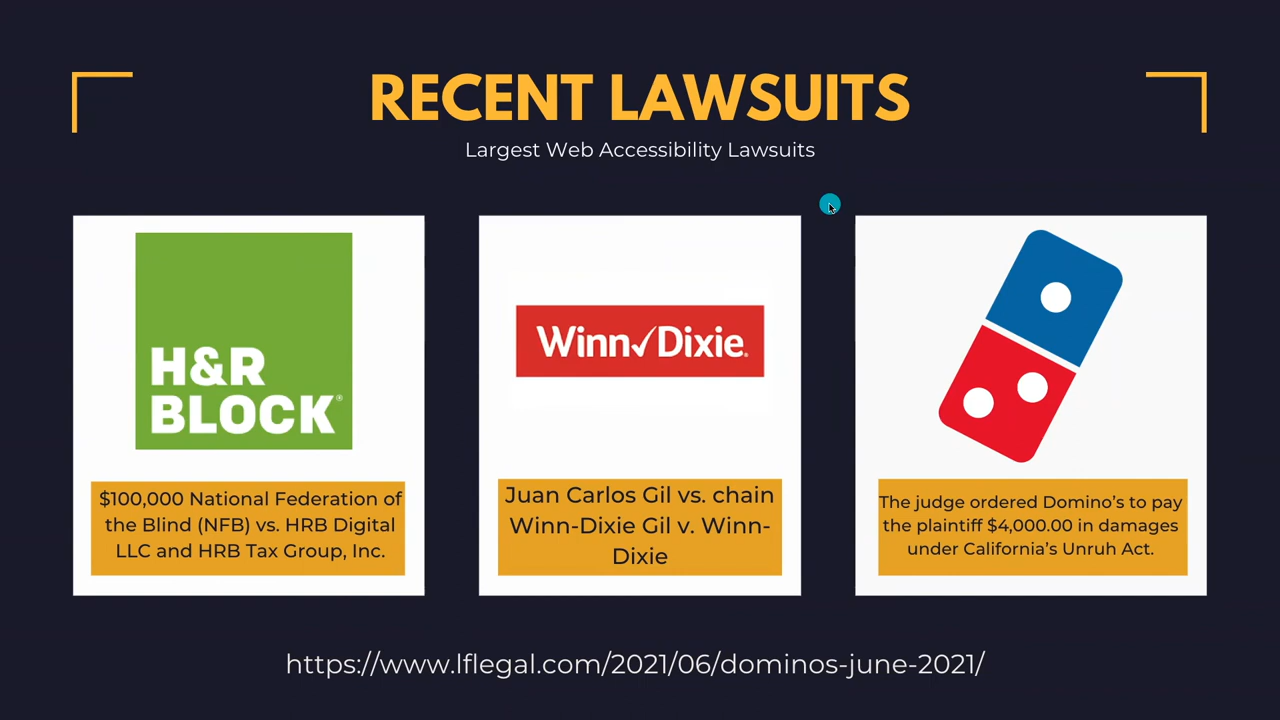 RECENT LAWSUITS
Largest Web Accessibility Lawsuits
H&R
BLOCK®
$100,000 National Federation of
the Blind (NFB) vs. HRB Digital
LLC and HRB Tax Group, Inc.
Winn✓Dixie.
Juan Carlos Gil vs. chain
Winn-Dixie Gil v. Winn-
Dixie
The judge ordered Domino’s to pay
the plaintiff $4,000.00 in damages
under California’s Unruh Act.
https://www.lflegal.com/2021/06/dominos-june-2021/